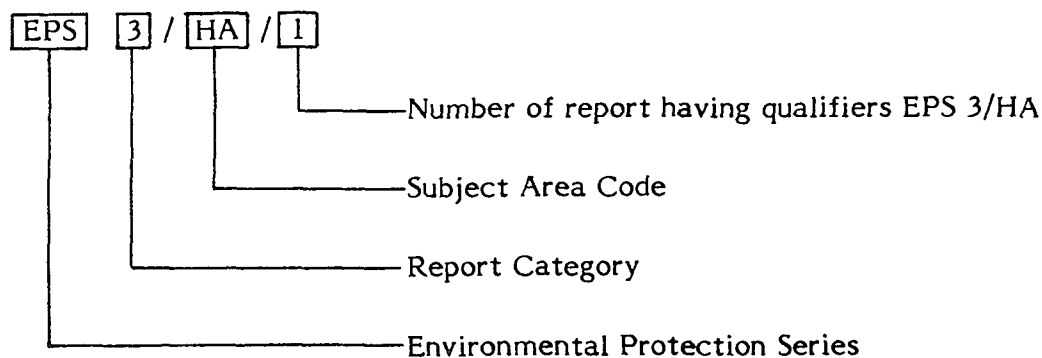 EPS 3 / HA / 1
Number of report having qualifiers EPS 3/HA
Subject Area Code
Report Category
Environmental Protection Series